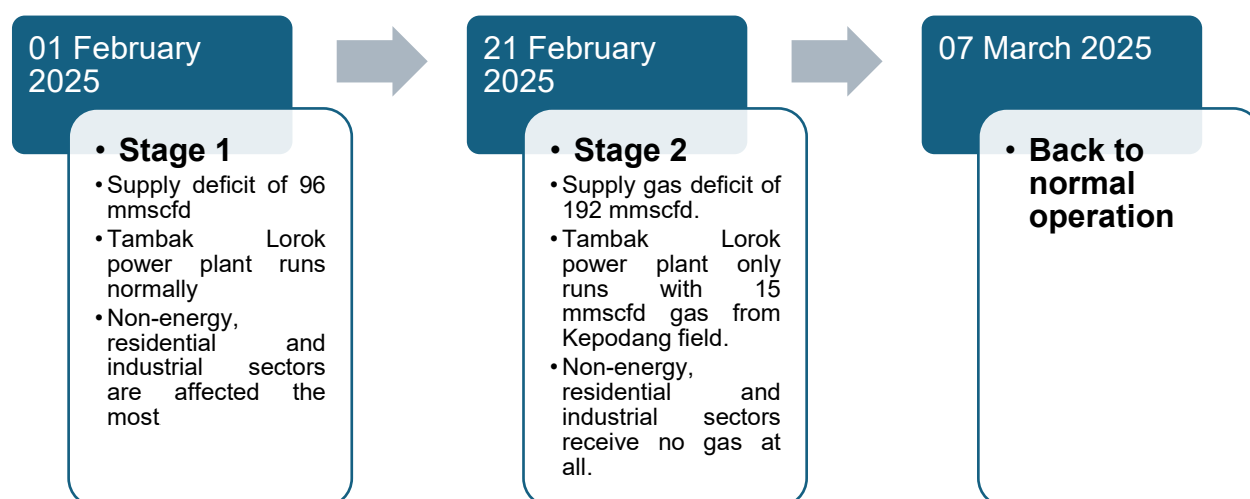 01 February
2025
• Stage 1
• Supply deficit of 96
mmscfd
• Tambak Lorok
power plant runs
normally
• Non-energy,
residential and
industrial sectors
are affected the
most
21 February
2025
• Stage 2
• Supply gas deficit of
192 mmscfd.
• Tambak Lorok
power plant only
runs with 15
mmscfd gas from
Kepodang field.
• Non-energy,
residential and
industrial sectors
receive no gas at
all.
07 March 2025
• Back to
normal
operation